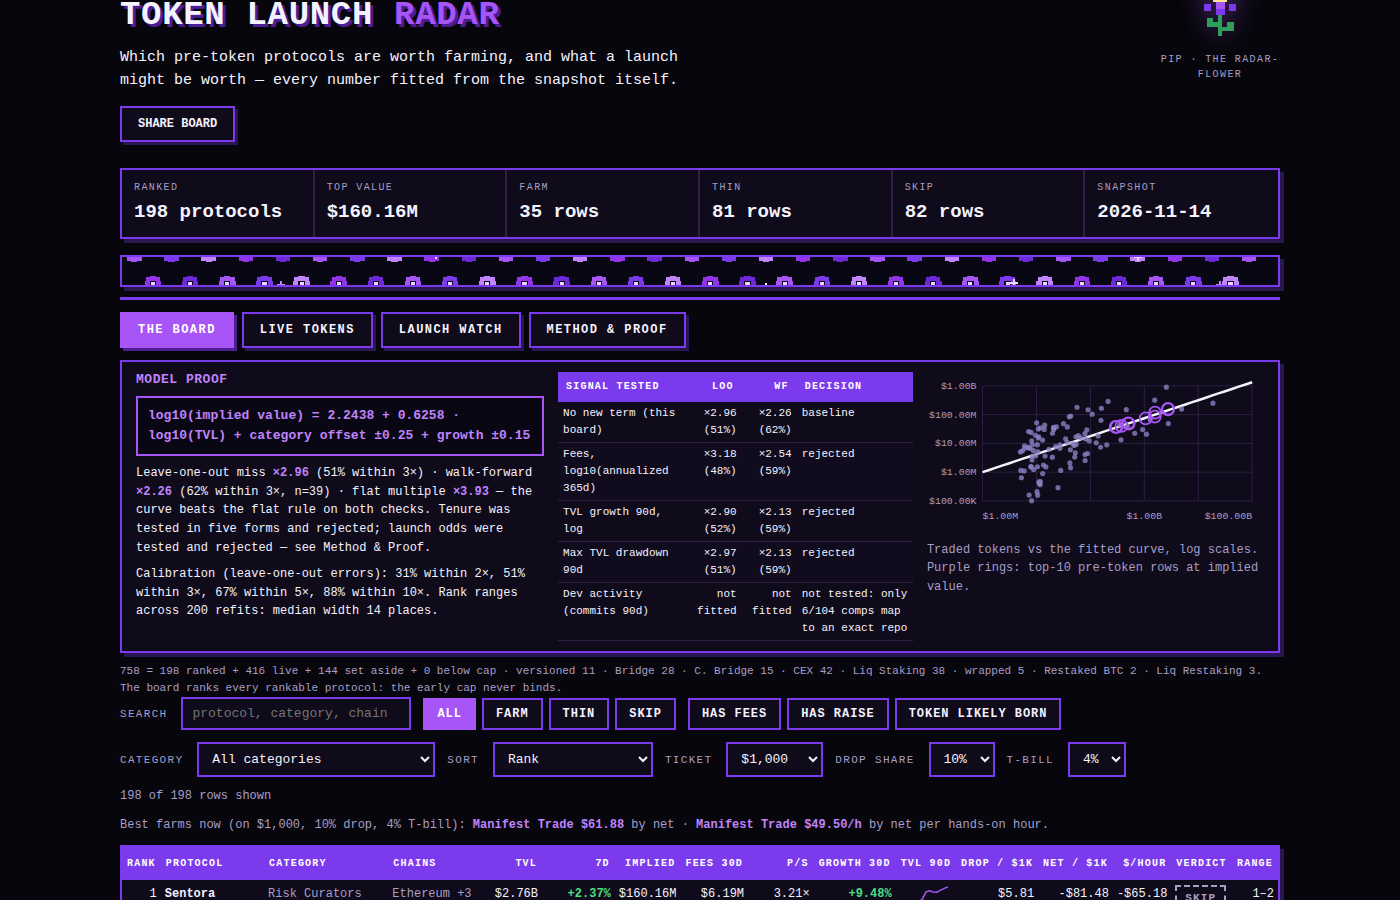 TOKEN LAUNCH RADAR
Which pre-token protocols are worth farming, and what a launch
might be worth — every number fitted from the snapshot itself.
PIP · THE RADAR-
FLOWER
SHARE BOARD
RANKED
198 protocols
TOP VALUE
$160.16M
FARM
35 rows
THIN
81 rows
SKIP
82 rows
SNAPSHOT
2026-11-14
THE BOARD
LIVE TOKENS
LAUNCH WATCH
METHOD & PROOF
MODEL PROOF
log10(implied value) = 2.2438 + 0.6258 ·
log10(TVL) + category offset ±0.25 + growth ±0.15
Leave-one-out miss ×2.96 (51% within 3×) · walk-forward
×2.26 (62% within 3×, n=39) · flat multiple ×3.93 — the
curve beats the flat rule on both checks. Tenure was
tested in five forms and rejected; launch odds were
tested and rejected — see Method & Proof.
Calibration (leave-one-out errors): 31% within 2×, 51%
within 3×, 67% within 5×, 88% within 10×. Rank ranges
across 200 refits: median width 14 places.
SIGNAL TESTED LOO WF DECISION
No new term (this ×2.96 ×2.26 baseline
board) (51%) (62%)
Fees, ×3.18 ×2.54 rejected
log10(annualized (48%) (59%)
365d)
TVL growth 90d, ×2.90 ×2.13 rejected
log (52%) (59%)
Max TVL drawdown ×2.97 ×2.13 rejected
90d (51%) (59%)
Dev activity not not not tested: only
(commits 90d) fitted fitted 6/104 comps map
to an exact repo
$1.00B
$100.00M
$10.00M
$1.00M
$100.00K
$1.00M $1.00B $100.00B
Traded tokens vs the fitted curve, log scales.
Purple rings: top-10 pre-token rows at implied
value.
758 = 198 ranked + 416 live + 144 set aside + 0 below cap · versioned 11 · Bridge 28 · C. Bridge 15 · CEX 42 · Liq Staking 38 · wrapped 5 · Restaked BTC 2 · Liq Restaking 3.
The board ranks every rankable protocol: the early cap never binds.
SEARCH protocol, category, chain ALL FARM THIN SKIP HAS FEES HAS RAISE TOKEN LIKELY BORN
CATEGORY All categories SORT Rank TICKET $1,000 DROP SHARE 10% T-BILL 4%
198 of 198 rows shown
Best farms now (on $1,000, 10% drop, 4% T-bill): Manifest Trade $61.88 by net · Manifest Trade $49.50/h by net per hands-on hour.
RANK PROTOCOL CATEGORY CHAINS TVL 7D IMPLIED FEES 30D P/S GROWTH 30D TVL 90D DROP / $1K NET / $1K $/HOUR VERDICT RANGE
1 Sentora Risk Curators Ethereum +3 $2.76B +2.37% $160.16M $6.19M 3.21× +9.48% $5.81 -$81.48 -$65.18 SKIP 1–2